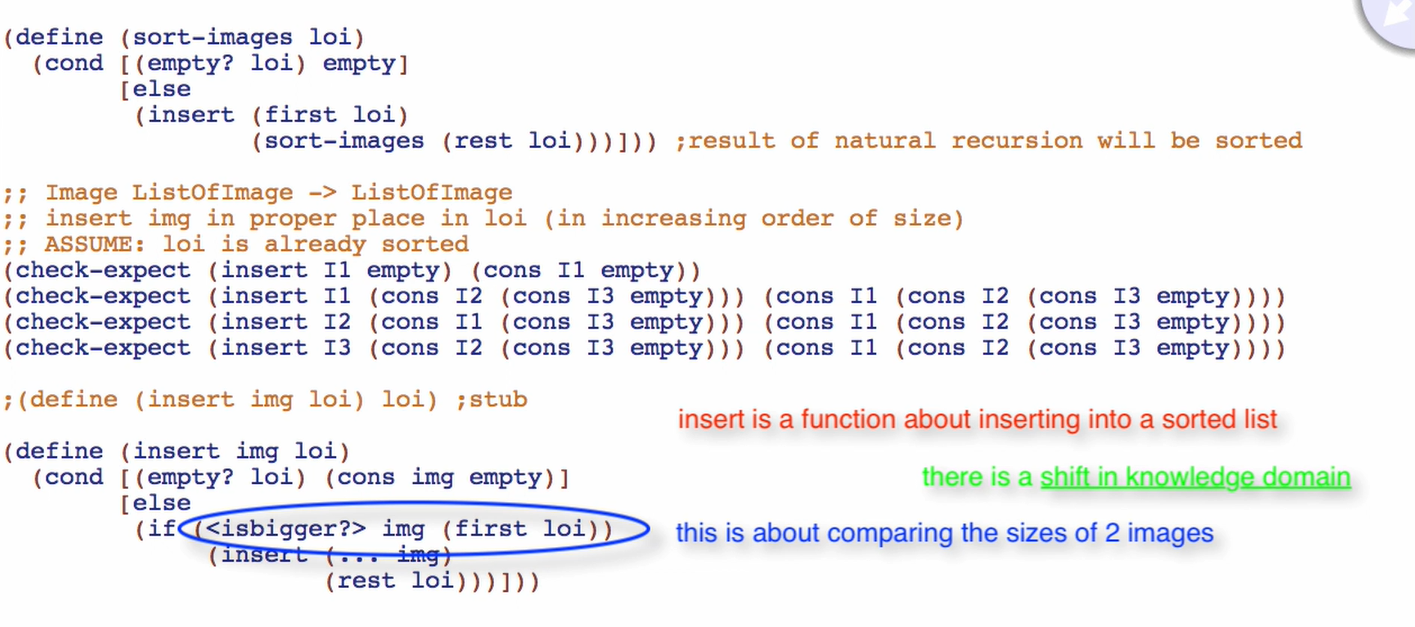 (define (sort-images loi)
  (cond [(empty? loi) empty]
        [else
         (insert (first loi)
                 (sort-images (rest loi)))])) ;result of natural recursion will be sorted
;; Image ListOfImage -> ListOfImage
;; insert img in proper place in loi (in increasing order of size)
;; ASSUME: loi is already sorted
(check-expect (insert I1 empty) (cons I1 empty))
(check-expect (insert I1 (cons I2 (cons I3 empty))) (cons I1 (cons I2 (cons I3 empty))))
(check-expect (insert I2 (cons I1 (cons I3 empty))) (cons I1 (cons I2 (cons I3 empty))))
(check-expect (insert I3 (cons I2 (cons I3 empty))) (cons I1 (cons I2 (cons I3 empty))))
;(define (insert img loi) loi) ;stub
insert is a function about inserting into a sorted list
(define (insert img loi)
  (cond [(empty? loi) (cons img empty)]
there is a shift in knowledge domain
        [else
         (if (<isbigger?> img (first loi))
this is about comparing the sizes of 2 images
              (insert (... img)
                      (rest loi)))]))